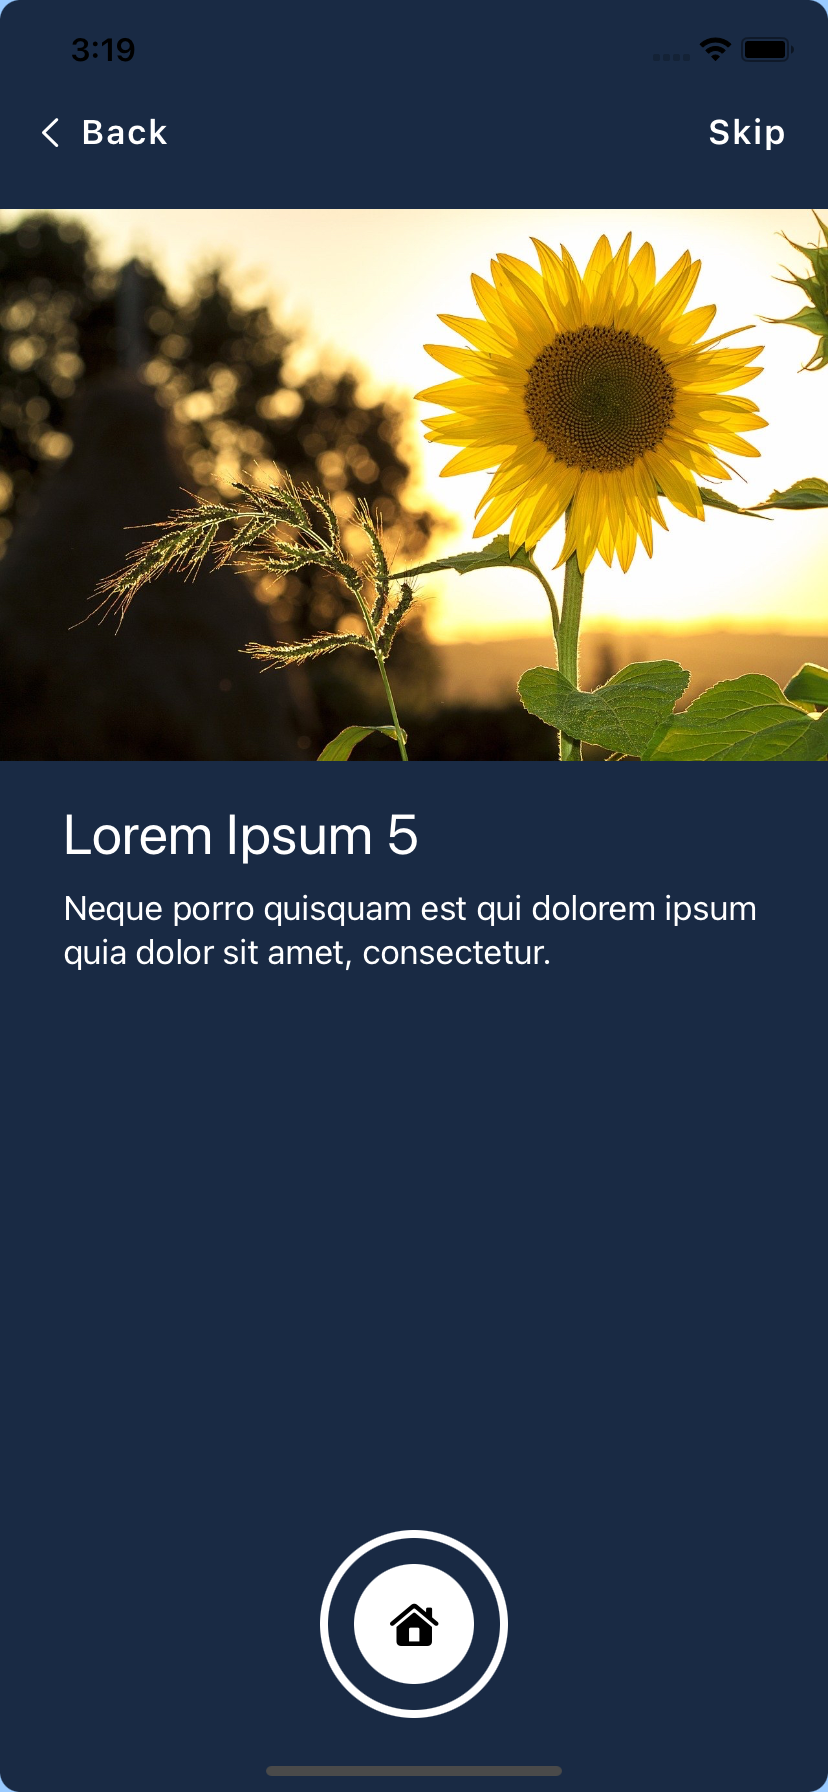 3:19
Back
Skip
Lorem Ipsum 5
Neque porro quisquam est qui dolorem ipsum
quia dolor sit amet, consectetur.